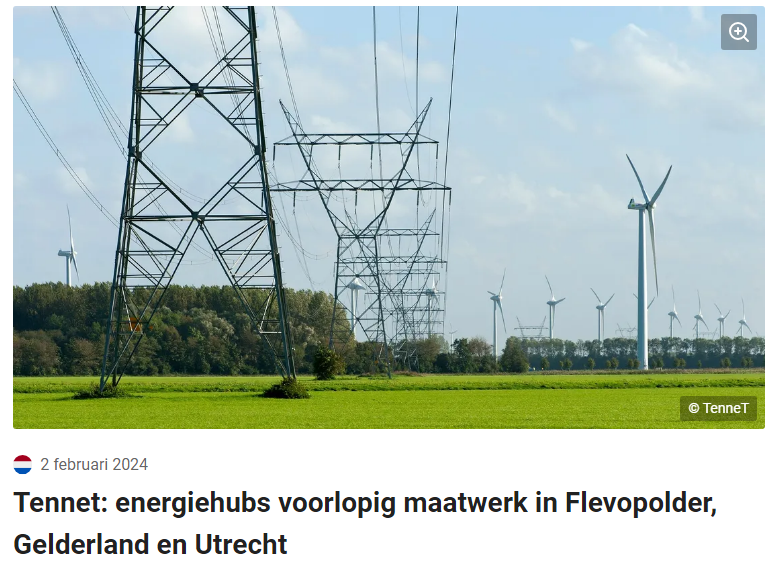 © TenneT
2 februari 2024
Tennet: energiehubs voorlopig maatwerk in Flevopolder,
Gelderland en Utrecht